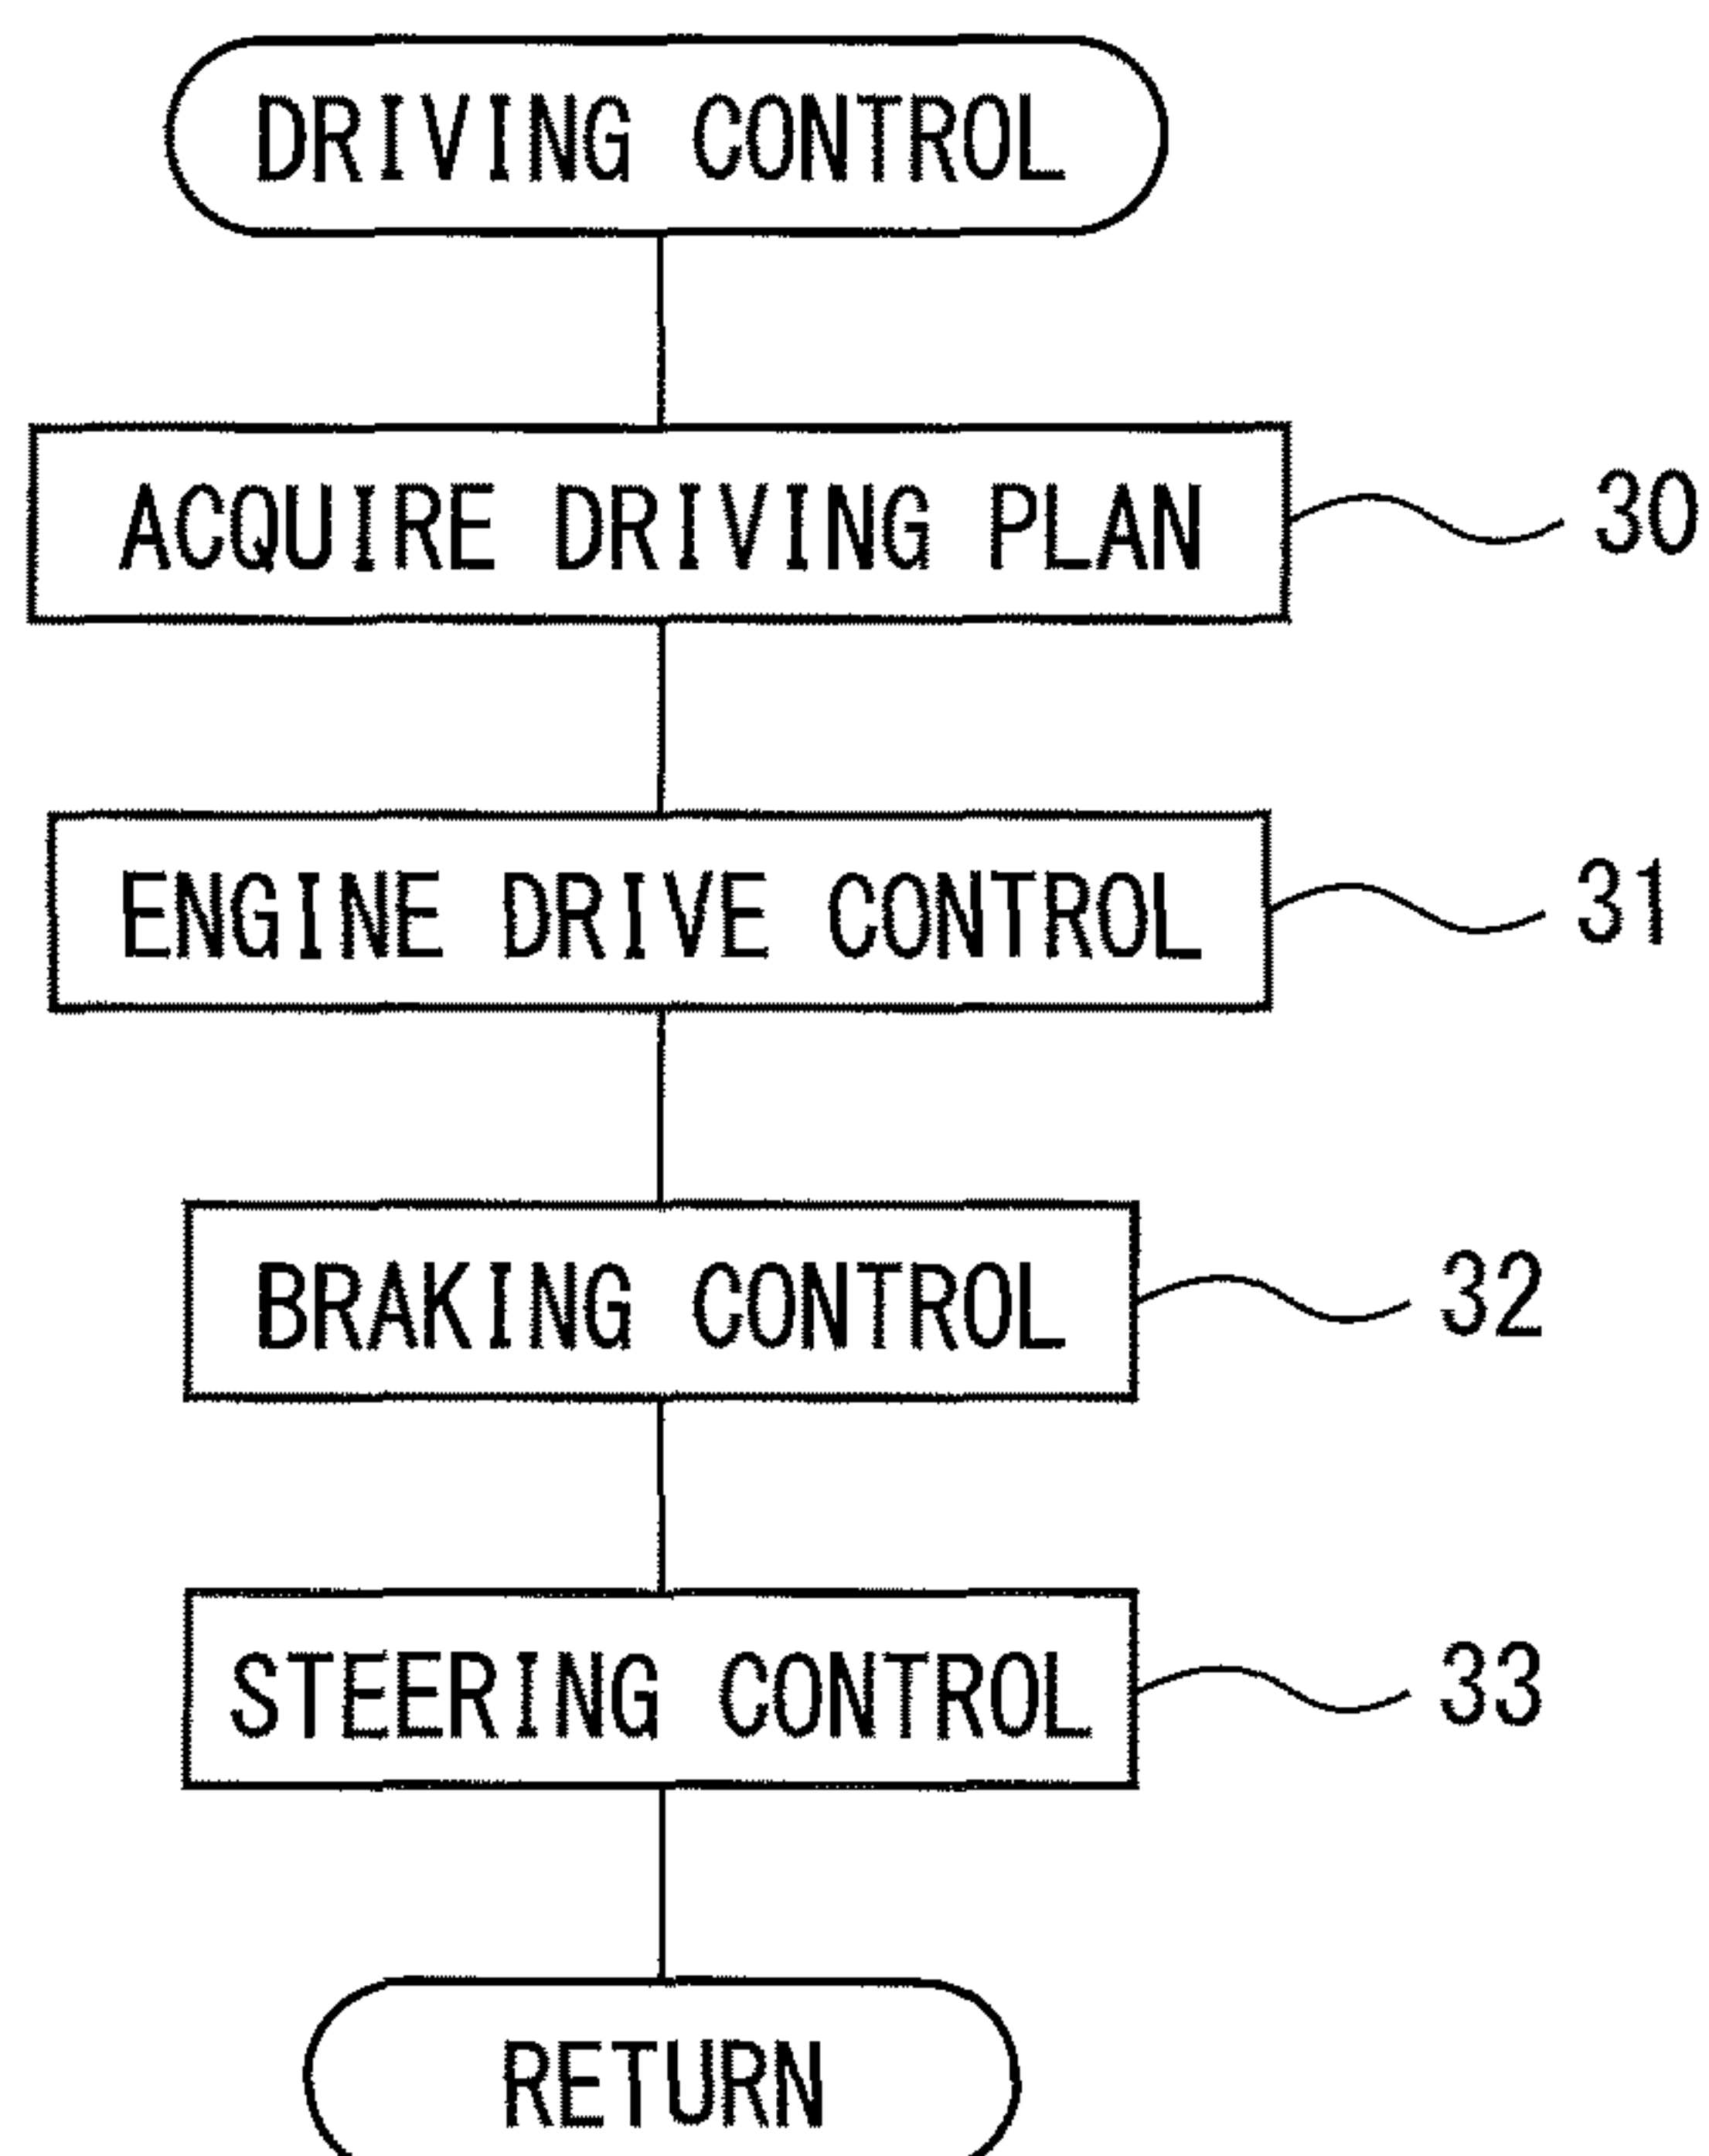 DRIVING CONTROL
ACQUIRE DRIVING PLAN 30
ENGINE DRIVE CONTROL 31
BRAKING CONTROL 32
STEERING CONTROL 33
RETURN